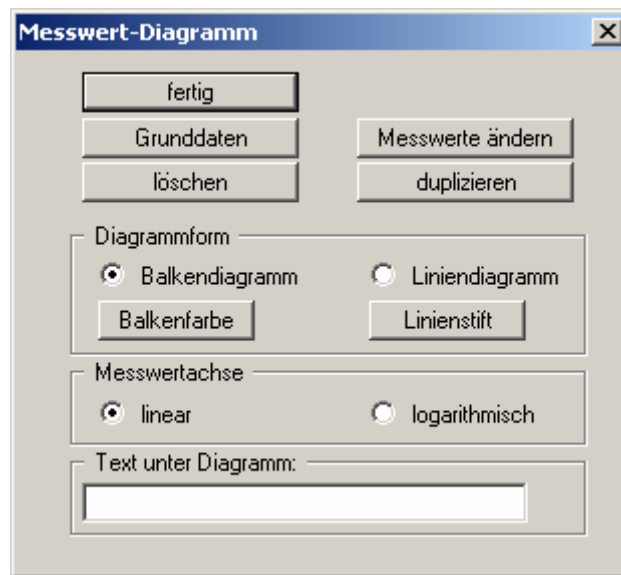 Messwert-Diagramm
fertig
Grunddaten Messwerte ändern
löschen duplizieren
Diagrammform
Balkendiagramm Liniendiagramm
Balkenfarbe Linienstift
Messwertachse
linear logarithmisch
Text unter Diagramm: